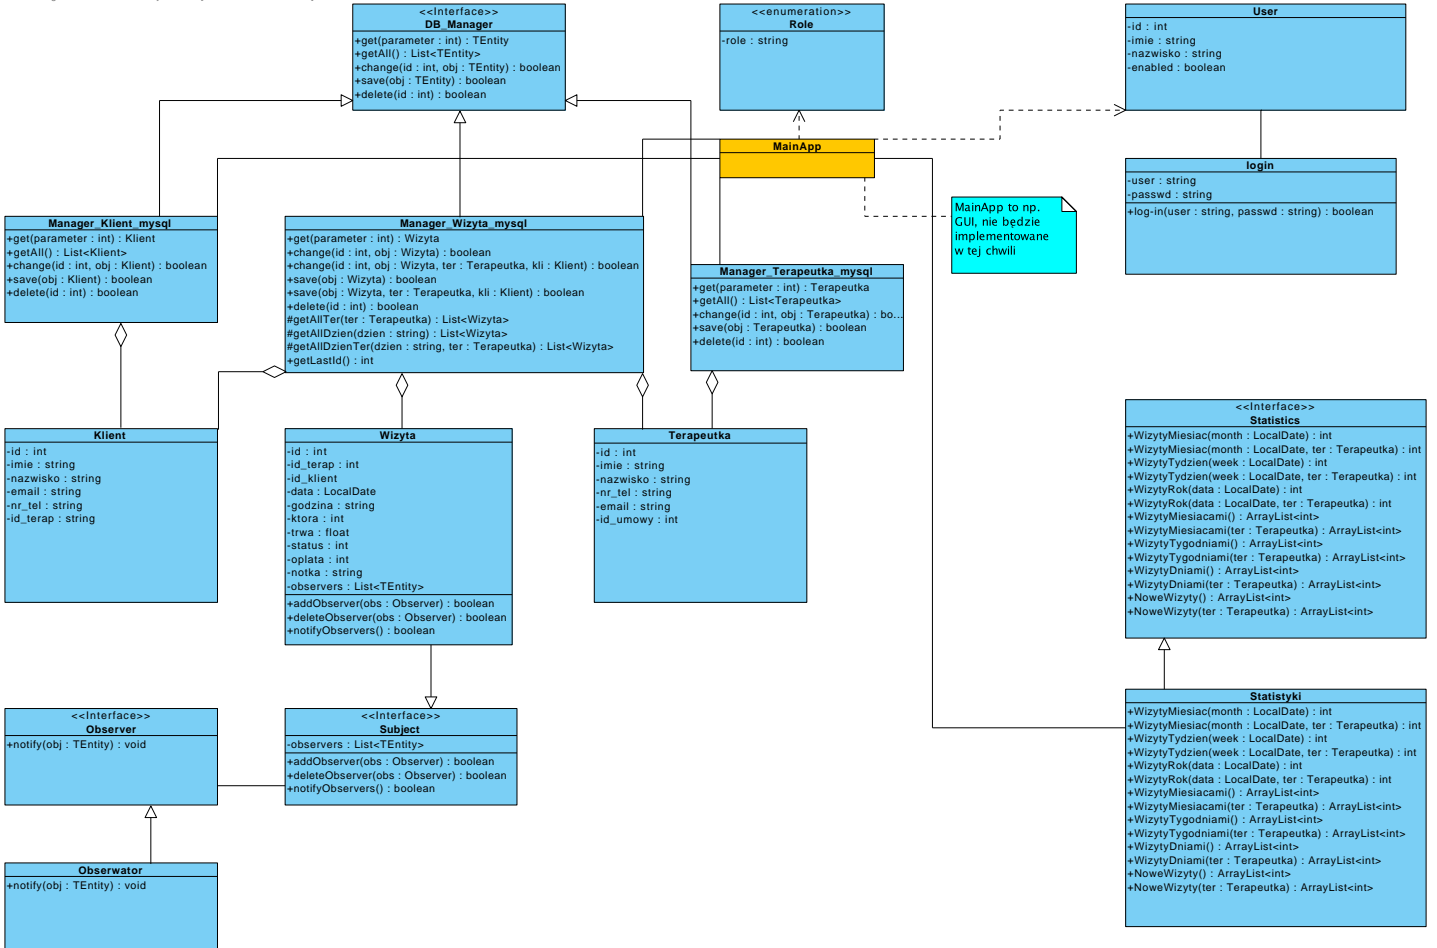 <<Interface>>
DB_Manager
+get(parameter : int) : TEntity
+getAll() : List<TEntity>
+change(id : int, obj : TEntity) : boolean
+save(obj : TEntity) : boolean
+delete(id : int) : boolean
<<enumeration>>
Role
-role : string
User
-id : int
-imie : string
-nazwisko : string
-enabled : boolean
MainApp
login
-user : string
-passwd : string
+log-in(user : string, passwd : string) : boolean
MainApp to np.
GUI, nie będzie
implementowane
w tej chwili
Manager_Klient_mysql
+get(parameter : int) : Klient
+getAll() : List<Klient>
+change(id : int, obj : Klient) : boolean
+save(obj : Klient) : boolean
+delete(id : int) : boolean
Manager_Wizyta_mysql
+get(parameter : int) : Wizyta
+change(id : int, obj : Wizyta) : boolean
+change(id : int, obj : Wizyta, ter : Terapeutka, kli : Klient) : boolean
+save(obj : Wizyta) : boolean
+save(obj : Wizyta, ter : Terapeutka, kli : Klient) : boolean
+delete(id : int) : boolean
#getAllTer(ter : Terapeutka) : List<Wizyta>
#getAllDzien(dzien : string) : List<Wizyta>
#getAllDzienTer(dzien : string, ter : Terapeutka) : List<Wizyta>
+getLastId() : int
Manager_Terapeutka_mysql
+get(parameter : int) : Terapeutka
+getAll() : List<Terapeutka>
+change(id : int, obj : Terapeutka) : bo...
+save(obj : Terapeutka) : boolean
+delete(id : int) : boolean
Klient
-id : int
-imie : string
-nazwisko : string
-email : string
-nr_tel : string
-id_terap : string
Wizyta
-id : int
-id_terap : int
-id_klient
-data : LocalDate
-godzina : string
-ktora : int
-trwa : float
-status : int
-oplata : int
-notka : string
-observers : List<TEntity>
+addObserver(obs : Observer) : boolean
+deleteObserver(obs : Observer) : boolean
+notifyObservers() : boolean
Terapeutka
-id : int
-imie : string
-nazwisko : string
-nr_tel : string
-email : string
-id_umowy : int
<<Interface>>
Statistics
+WizytyMiesiac(month : LocalDate) : int
+WizytyMiesiac(month : LocalDate, ter : Terapeutka) : int
+WizytyTydzien(week : LocalDate) : int
+WizytyTydzien(week : LocalDate, ter : Terapeutka) : int
+WizytyRok(data : LocalDate) : int
+WizytyRok(data : LocalDate, ter : Terapeutka) : int
+WizytyMiesiacami() : ArrayList<int>
+WizytyMiesiacami(ter : Terapeutka) : ArrayList<int>
+WizytyTygodniami() : ArrayList<int>
+WizytyTygodniami(ter : Terapeutka) : ArrayList<int>
+WizytyDniami() : ArrayList<int>
+WizytyDniami(ter : Terapeutka) : ArrayList<int>
+NoweWizyty() : ArrayList<int>
+NoweWizyty(ter : Terapeutka) : ArrayList<int>
<<Interface>>
Observer
+notify(obj : TEntity) : void
<<Interface>>
Subject
-observers : List<TEntity>
+addObserver(obs : Observer) : boolean
+deleteObserver(obs : Observer) : boolean
+notifyObservers() : boolean
Statistyki
+WizytyMiesiac(month : LocalDate) : int
+WizytyMiesiac(month : LocalDate, ter : Terapeutka) : int
+WizytyTydzien(week : LocalDate) : int
+WizytyTydzien(week : LocalDate, ter : Terapeutka) : int
+WizytyRok(data : LocalDate) : int
+WizytyRok(data : LocalDate, ter : Terapeutka) : int
+WizytyMiesiacami() : ArrayList<int>
+WizytyMiesiacami(ter : Terapeutka) : ArrayList<int>
+WizytyTygodniami() : ArrayList<int>
+WizytyTygodniami(ter : Terapeutka) : ArrayList<int>
+WizytyDniami() : ArrayList<int>
+WizytyDniami(ter : Terapeutka) : ArrayList<int>
+NoweWizyty() : ArrayList<int>
+NoweWizyty(ter : Terapeutka) : ArrayList<int>
Obserwator
+notify(obj : TEntity) : void